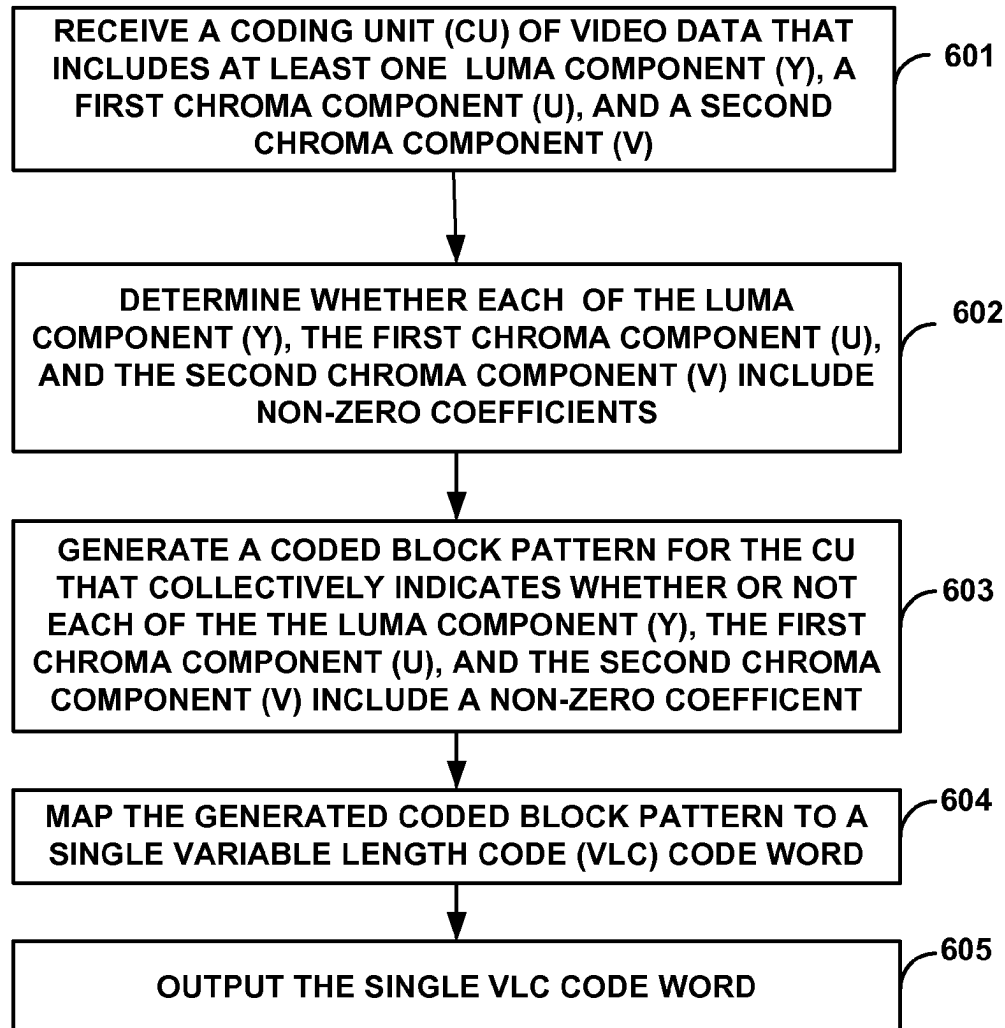 RECEIVE A CODING UNIT (CU) OF VIDEO DATA THAT
INCLUDES AT LEAST ONE LUMA COMPONENT (Y), A
FIRST CHROMA COMPONENT (U), AND A SECOND
CHROMA COMPONENT (V)
601
DETERMINE WHETHER EACH OF THE LUMA
COMPONENT (Y), THE FIRST CHROMA COMPONENT (U),
AND THE SECOND CHROMA COMPONENT (V) INCLUDE
NON-ZERO COEFFICIENTS
602
GENERATE A CODED BLOCK PATTERN FOR THE CU
THAT COLLECTIVELY INDICATES WHETHER OR NOT
EACH OF THE THE LUMA COMPONENT (Y), THE FIRST
CHROMA COMPONENT (U), AND THE SECOND CHROMA
COMPONENT (V) INCLUDE A NON-ZERO COEFFICENT
603
MAP THE GENERATED CODED BLOCK PATTERN TO A
SINGLE VARIABLE LENGTH CODE (VLC) CODE WORD
604
OUTPUT THE SINGLE VLC CODE WORD
605